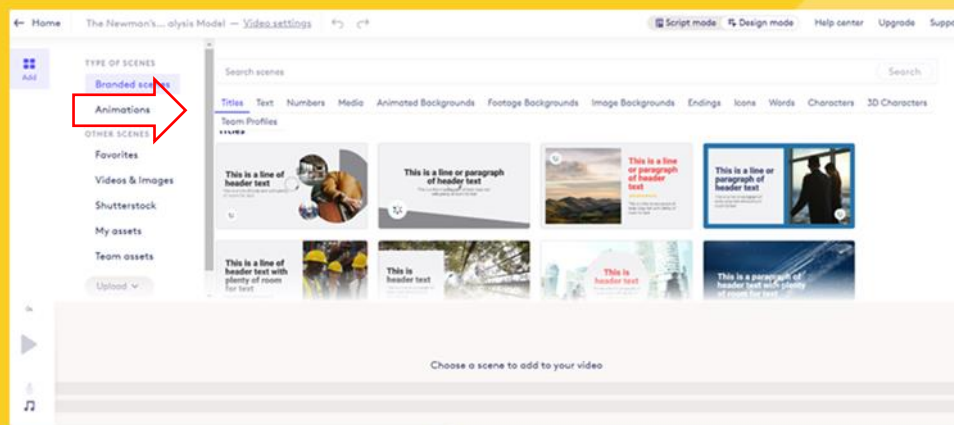 ← Home The Newman's... alysis Model — Video settings Script mode Design mode Help center Upgrade Suppo
Add
TYPE OF SCENES
Branded scenes
Animations
OTHER SCENES
Favorites
Videos & Images
Shutterstock
My assets
Team assets
Upload
Search scenes Search
Titles Text Numbers Media Animated Backgrounds Footage Backgrounds Image Backgrounds Endings Icons Words Characters 3D Characters
Team Profiles
Titles
This is a line of
header text
This is a line or paragraph
of header text
This is a line
or paragraph
of header
text
This is a line or
paragraph of
header text
This is a line of
header text with
plenty of room
for text
This is
header text
This is
header text
This is a paragraph of
header text with plenty
of room for text
0s
Choose a scene to add to your video